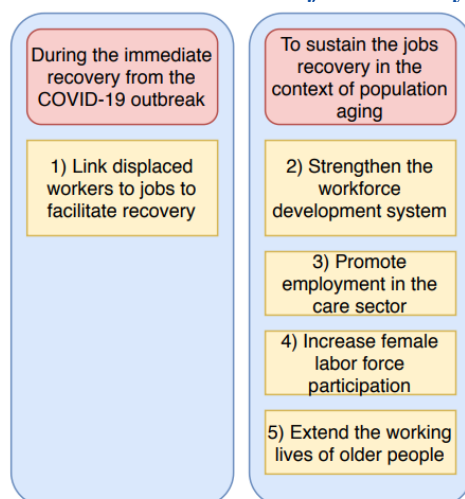 During the immediate
recovery from the
COVID-19 outbreak
1) Link displaced
workers to jobs to
facilitate recovery
To sustain the jobs
recovery in the
context of population
aging
2) Strengthen the
workforce
development system
3) Promote
employment in the
care sector
4) Increase female
labor force
participation
5) Extend the working
lives of older people